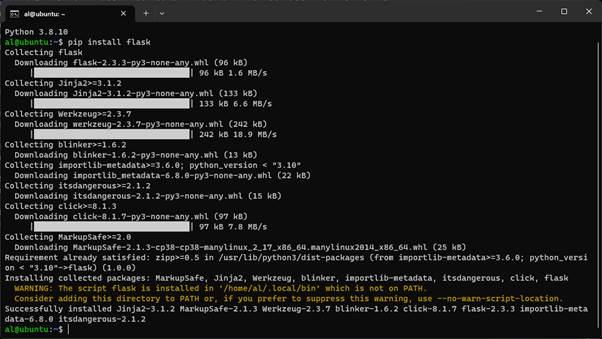 al@ubuntu: ~
Python 3.8.10
al@ubuntu:~$ pip install flask
Collecting flask
  Downloading flask-2.3.3-py3-none-any.whl (96 kB)
     |████████████████████████████████| 96 kB 1.6 MB/s
Collecting Jinja2>=3.1.2
  Downloading Jinja2-3.1.2-py3-none-any.whl (133 kB)
     |████████████████████████████████| 133 kB 6.6 MB/s
Collecting Werkzeug>=2.3.7
  Downloading werkzeug-2.3.7-py3-none-any.whl (242 kB)
     |████████████████████████████████| 242 kB 18.9 MB/s
Collecting blinker>=1.6.2
  Downloading blinker-1.6.2-py3-none-any.whl (13 kB)
Collecting importlib-metadata>=3.6.0; python_version < "3.10"
  Downloading importlib_metadata-6.8.0-py3-none-any.whl (22 kB)
Collecting itsdangerous>=2.1.2
  Downloading itsdangerous-2.1.2-py3-none-any.whl (15 kB)
Collecting click>=8.1.3
  Downloading click-8.1.7-py3-none-any.whl (97 kB)
     |████████████████████████████████| 97 kB 7.8 MB/s
Collecting MarkupSafe>=2.0
  Downloading MarkupSafe-2.1.3-cp38-cp38-manylinux_2_17_x86_64.manylinux2014_x86_64.whl (25 kB)
Requirement already satisfied: zipp>=0.5 in /usr/lib/python3/dist-packages (from importlib-metadata>=3.6.0; python_versi
on < "3.10"->flask) (1.0.0)
Installing collected packages: MarkupSafe, Jinja2, Werkzeug, blinker, importlib-metadata, itsdangerous, click, flask
  WARNING: The script flask is installed in '/home/al/.local/bin' which is not on PATH.
  Consider adding this directory to PATH or, if you prefer to suppress this warning, use --no-warn-script-location.
Successfully installed Jinja2-3.1.2 MarkupSafe-2.1.3 Werkzeug-2.3.7 blinker-1.6.2 click-8.1.7 flask-2.3.3 importlib-meta
data-6.8.0 itsdangerous-2.1.2
al@ubuntu:~$